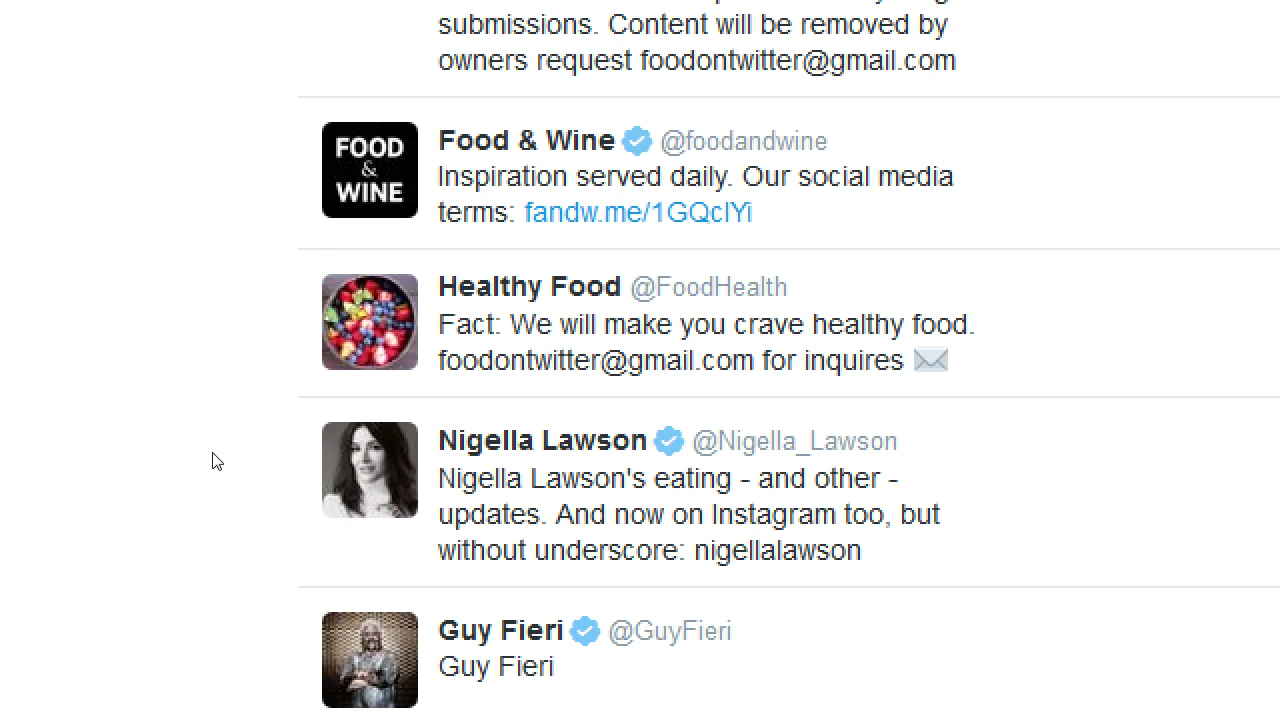 submissions. Content will be removed by
owners request foodontwitter@gmail.com
FOOD
&
WINE
Food & Wine @foodandwine
Inspiration served daily. Our social media
terms: fandw.me/1GQclYi
Healthy Food @FoodHealth
Fact: We will make you crave healthy food.
foodontwitter@gmail.com for inquires
Nigella Lawson @Nigella_Lawson
Nigella Lawson's eating - and other -
updates. And now on Instagram too, but
without underscore: nigellalawson
Guy Fieri @GuyFieri
Guy Fieri